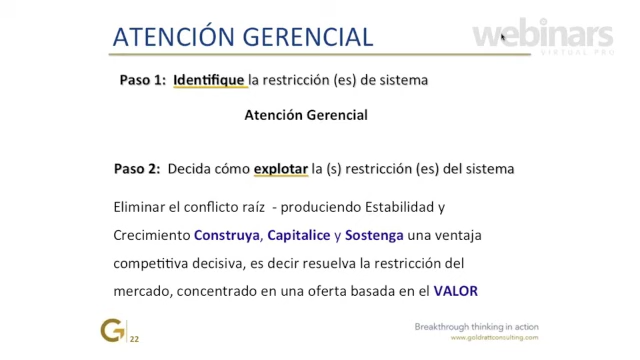 ATENCIÓN GERENCIAL
webinars
VIRTUAL PRO
Paso 1: Identifique la restricción (es) de sistema
Atención Gerencial
Paso 2: Decida cómo explotar la (s) restricción (es) del sistema
Eliminar el conflicto raíz - produciendo Estabilidad y
Crecimiento Construya, Capitalice y Sostenga una ventaja
competitiva decisiva, es decir resuelva la restricción del
mercado, concentrado en una oferta basada en el VALOR
G 22
Breakthrough thinking in action
www.goldrattconsulting.com